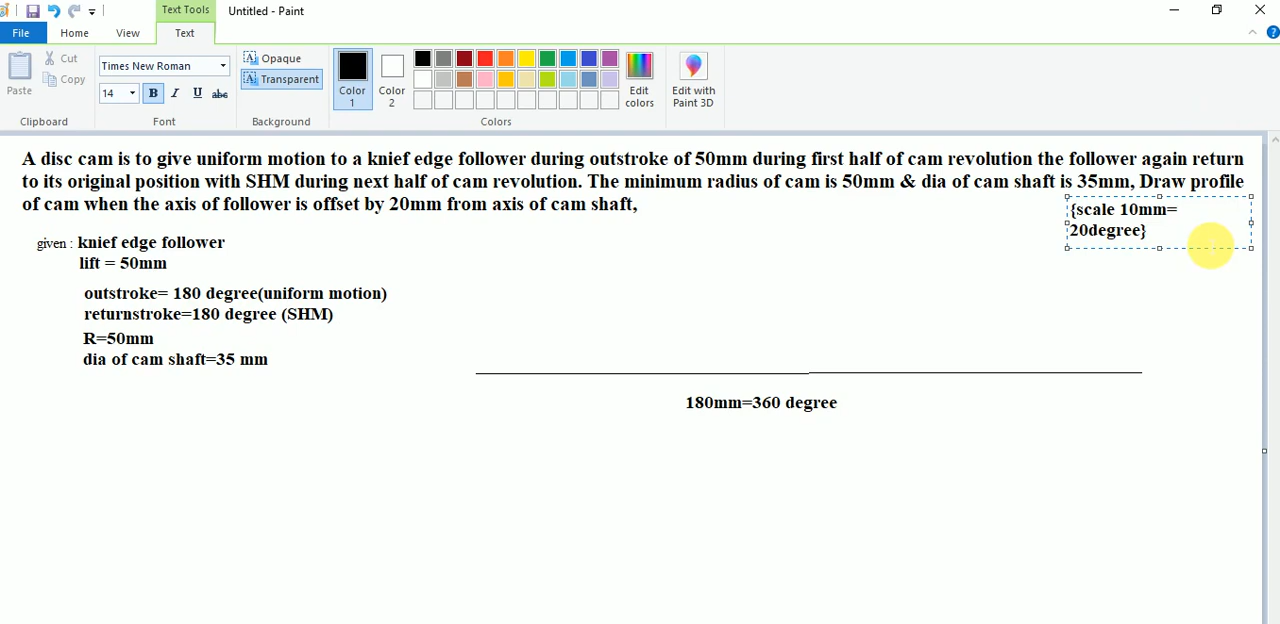 Text Tools
Untitled - Paint
File
Home
View
Text
Paste
Cut
Copy
Clipboard
Times New Roman
14
B I U abc
Font
Opaque
Transparent
Background
Color 1
Color 2
Edit colors
Colors
Edit with Paint 3D
A disc cam is to give uniform motion to a knief edge follower during outstroke of 50mm during first half of cam revolution the follower again return
to its original position with SHM during next half of cam revolution. The minimum radius of cam is 50mm & dia of cam shaft is 35mm, Draw profile
of cam when the axis of follower is offset by 20mm from axis of cam shaft,
{scale 10mm=
20degree}
given : knief edge follower
lift = 50mm
outstroke= 180 degree(uniform motion)
returnstroke=180 degree (SHM)
R=50mm
dia of cam shaft=35 mm
180mm=360 degree